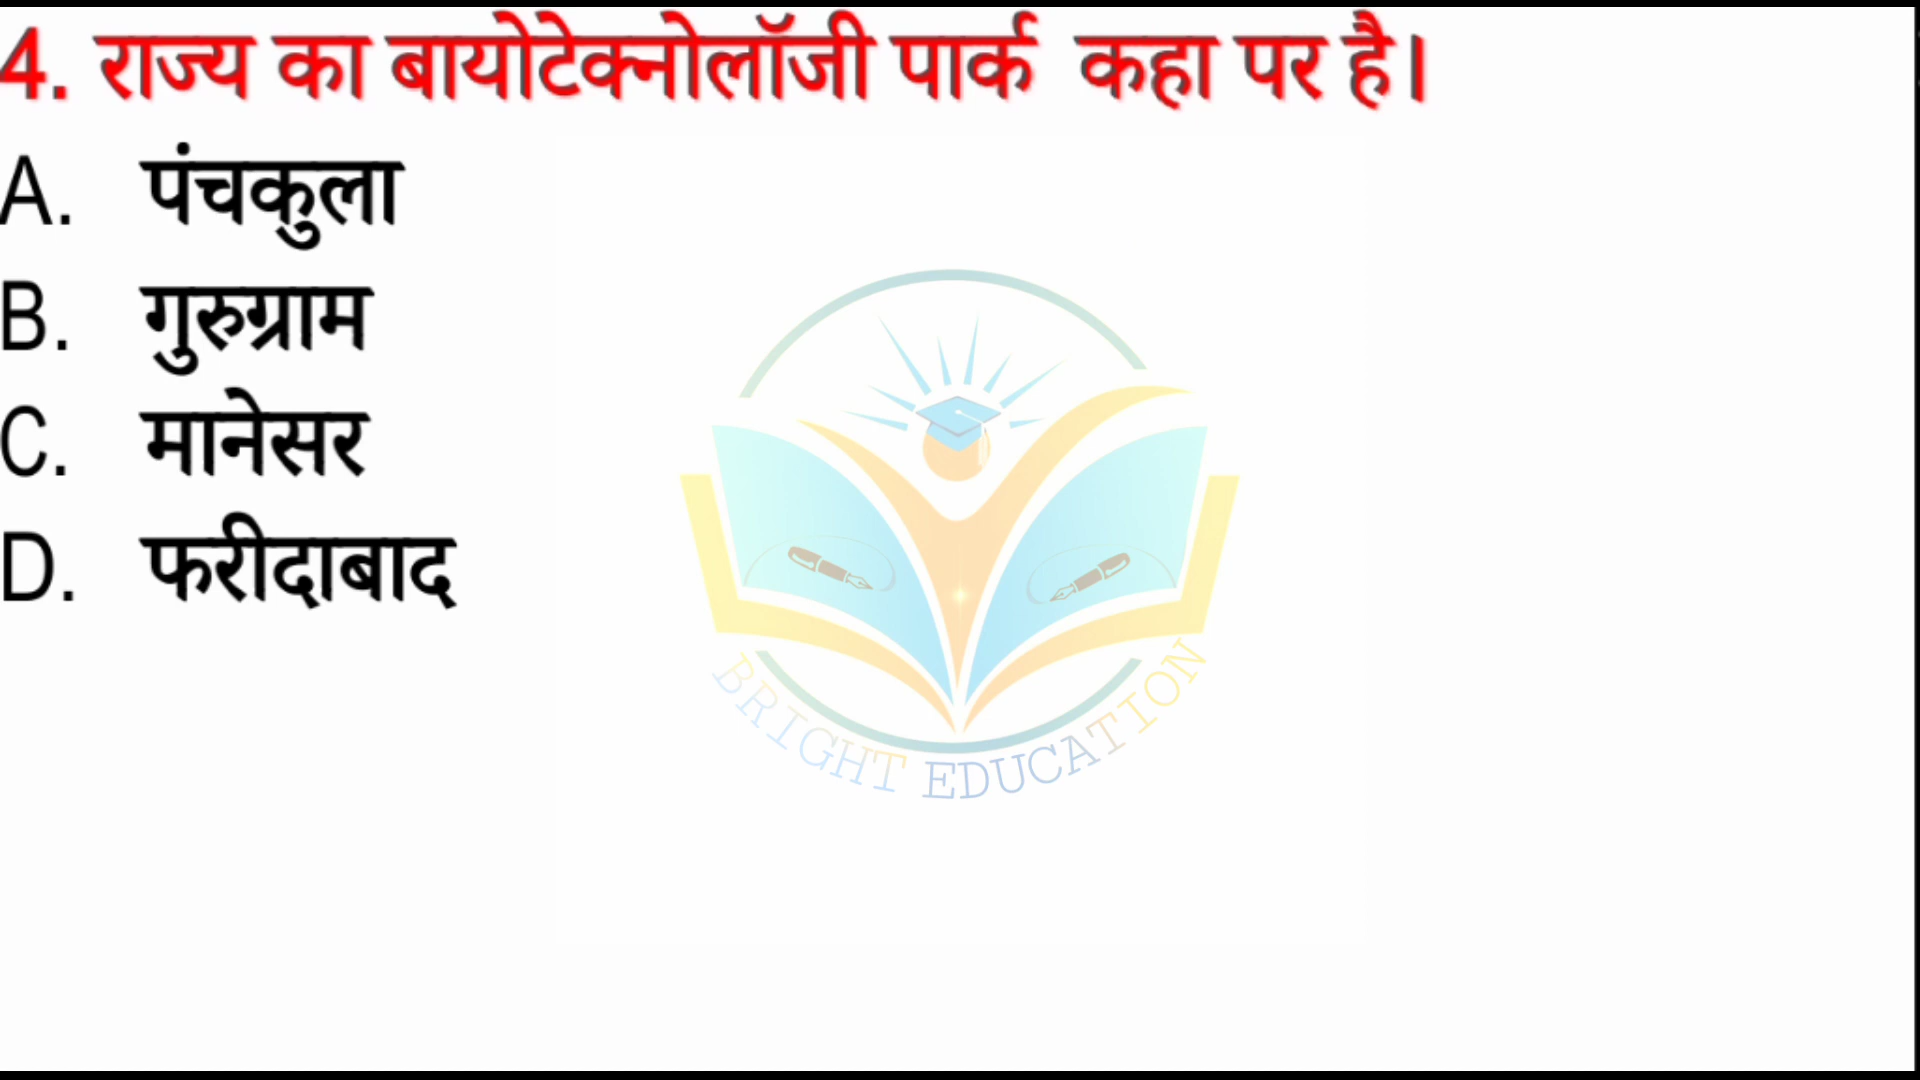 4. राज्य का बायोटेक्नोलॉजी पार्क कहा पर है।
A. पंचकुला
B. गुरुग्राम
C. मानेसर
D. फरीदाबाद
BRIGHT EDUCATION